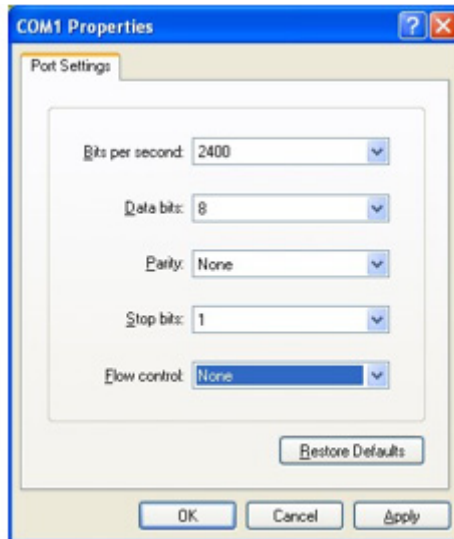 COM1 Properties
Port Settings
Bits per second: 2400
Data bits: 8
Parity: None
Stop bits: 1
Flow control: None
Restore Defaults
OK Cancel Apply